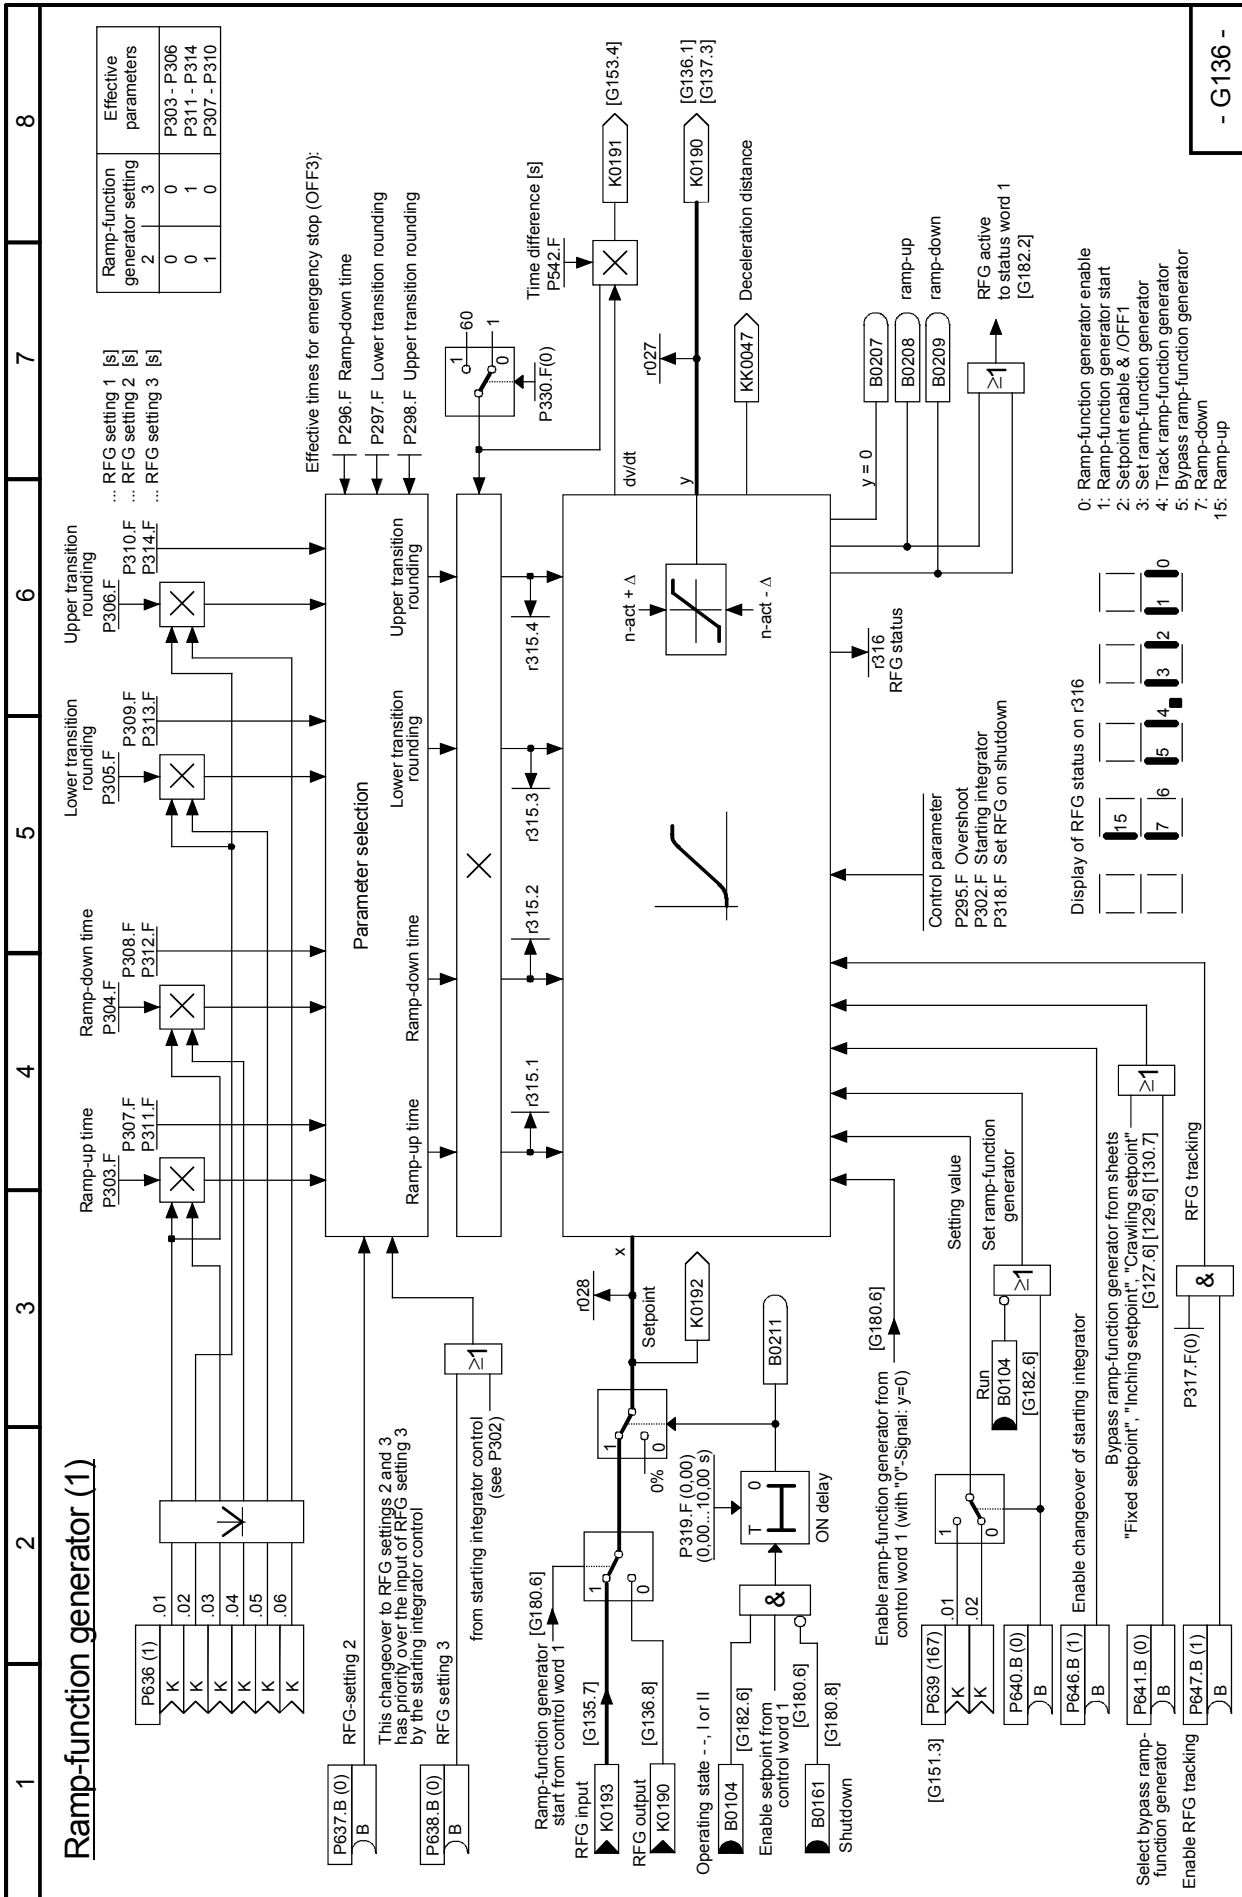 1
2
3
4
5
6
7
8
Ramp-function generator (1)
Ramp-function
generator setting
Effective
parameters
2
3
0
0
P303 - P306
0
1
P311 - P314
1
0
P307 - P310
P636 (1)
K
.01
K
.02
K
.03
K
.04
K
.05
K
.06
Ramp-up time
P303.F
P307.F
P311.F
Ramp-down time
P304.F
P308.F
P312.F
Lower transition
rounding
P305.F
P309.F
P313.F
Upper transition
rounding
P306.F
P310.F
P314.F
... RFG setting 1 [s]
... RFG setting 2 [s]
... RFG setting 3 [s]
P637.B (0)
B
RFG-setting 2
This changeover to RFG settings 2 and 3
has priority over the input of RFG setting 3
by the starting integrator control
P638.B (0)
B
RFG setting 3
from starting integrator control
(see P302)
≥1
Parameter selection
Ramp-up time
Ramp-down time
Lower transition
rounding
Upper transition
rounding
Effective times for emergency stop (OFF3):
P296.F Ramp-down time
P297.F Lower transition rounding
P298.F Upper transition rounding
1
60
1
0
P330.F(0)
r315.1
r315.2
r315.3
r315.4
Time difference [s]
P542.F
dv/dt
K0191
[G153.4]
Ramp-function generator
start from control word 1
[G180.6]
RFG input
K0193
[G135.7]
RFG output
K0190
[G136.8]
1
0
1
0
0%
r028
x
Setpoint
K0192
n-act + Δ
n-act - Δ
y
r027
K0190
[G136.1]
[G137.3]
KK0047
Deceleration distance
Operating state - -, I or II
B0104
[G182.6]
Enable setpoint from
control word 1
[G180.6]
B0161
[G180.8]
Shutdown
&
P319.F (0,00)
(0,00...10,00 s)
T
0
ON delay
B0211
y = 0
B0207
B0208
ramp-up
B0209
ramp-down
≥1
RFG active
to status word 1
[G182.2]
r316
RFG status
Enable ramp-function generator from
control word 1 (with "0"-Signal: y=0)
[G180.6]
Control parameter
P295.F Overshoot
P302.F Starting integrator
P318.F Set RFG on shutdown
[G151.3]
P639 (167)
K
.01
K
.02
1
0
Setting value
Run
B0104
[G182.6]
≥1
Set ramp-function
generator
P640.B (0)
B
P646.B (1)
B
Enable changeover of starting integrator
Bypass ramp-function generator from sheets
"Fixed setpoint", "Inching setpoint", "Crawling setpoint"
[G127.6] [129.6] [130.7]
≥1
Select bypass ramp-
function generator
P641.B (0)
B
Enable RFG tracking
P647.B (1)
B
P317.F(0)
&
RFG tracking
Display of RFG status on r316
15
7
6
5
4
3
2
1
0
0: Ramp-function generator enable
1: Ramp-function generator start
2: Setpoint enable & /OFF1
3: Set ramp-function generator
4: Track ramp-function generator
5: Bypass ramp-function generator
7: Ramp-down
15: Ramp-up
- G136 -